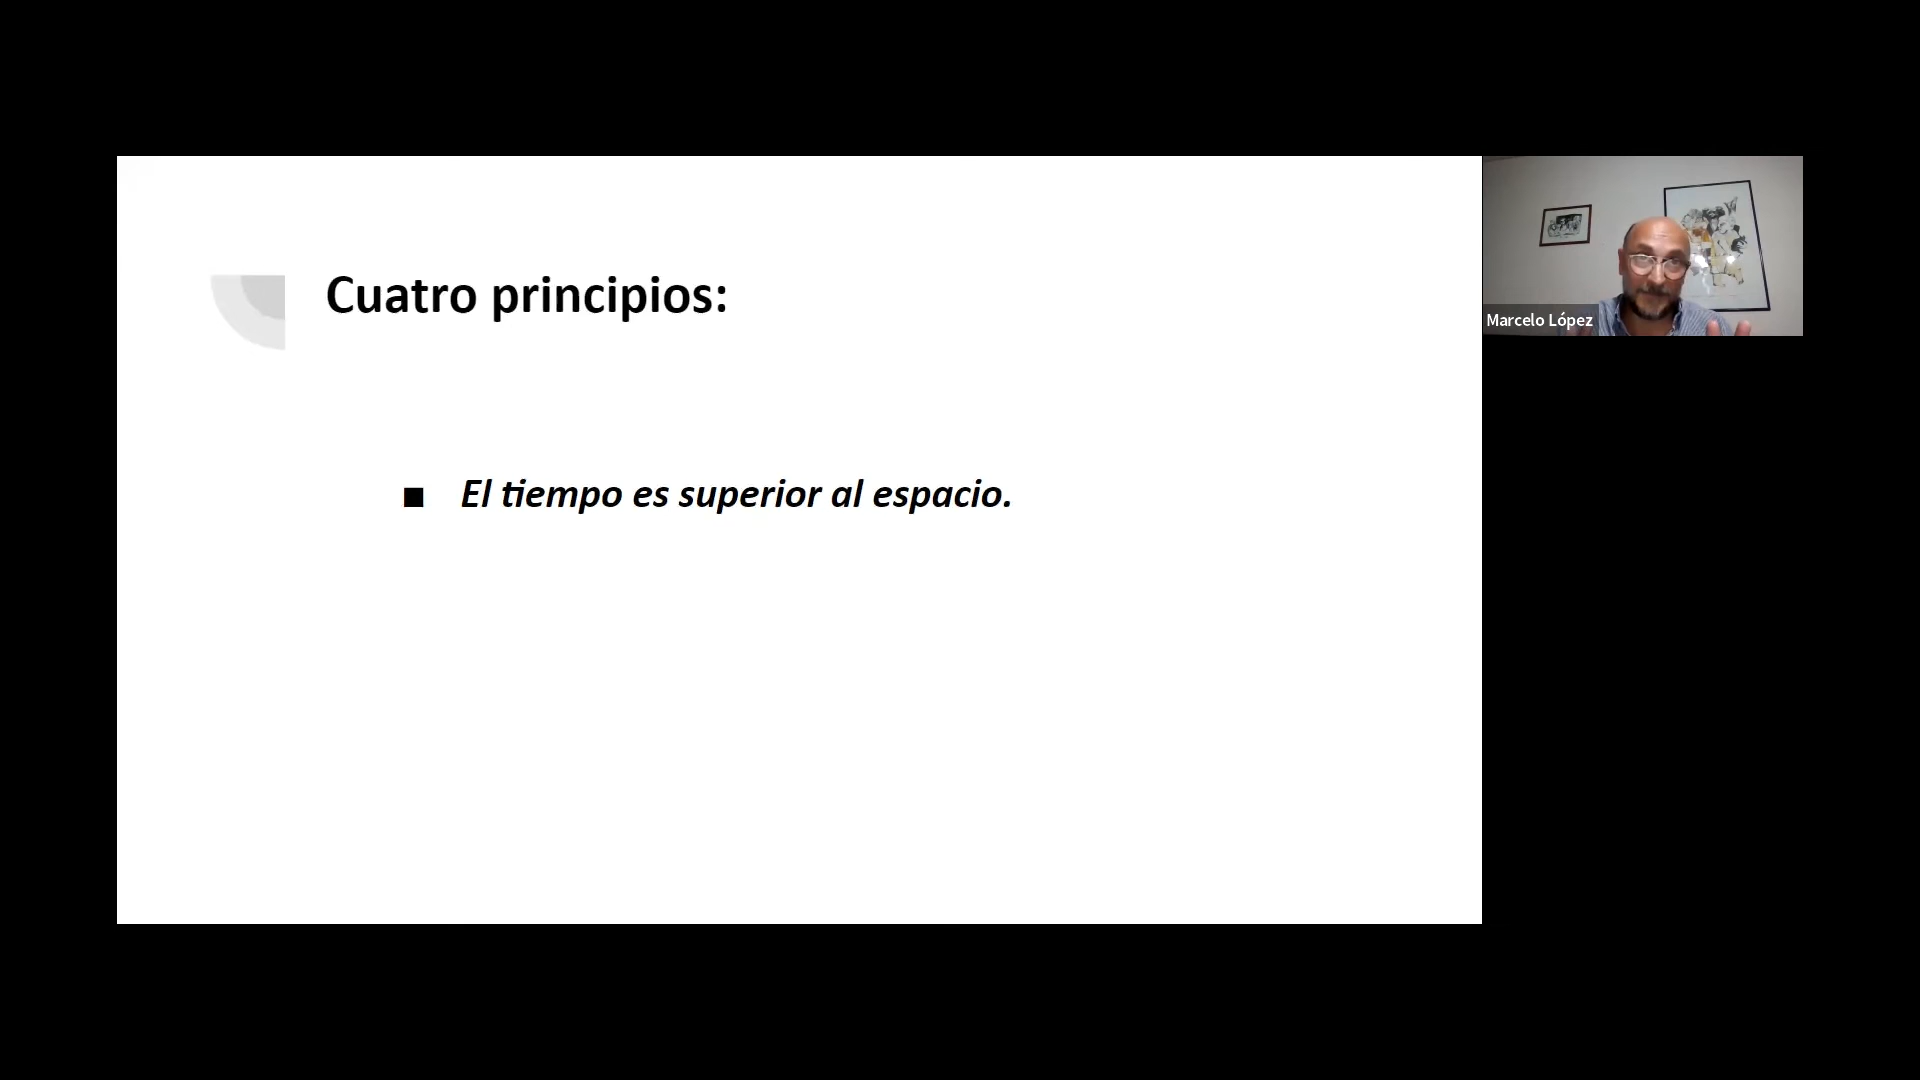 Cuatro principios:
Marcelo López
■ El tiempo es superior al espacio.